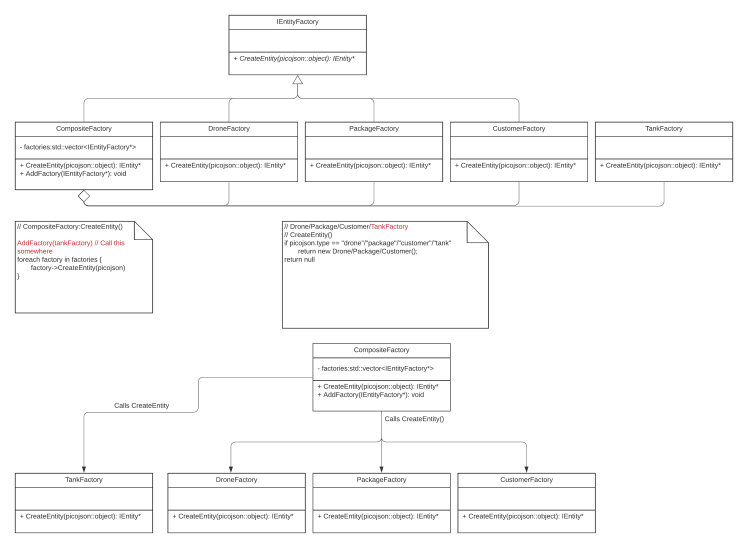 IEntityFactory
+ CreateEntity(picojson::object): IEntity*
CompositeFactory
- factories:std::vector<IEntityFactory*>
+ CreateEntity(picojson::object): IEntity*
+ AddFactory(IEntityFactory*): void
DroneFactory
+ CreateEntity(picojson::object): IEntity*
PackageFactory
+ CreateEntity(picojson::object): IEntity*
CustomerFactory
+ CreateEntity(picojson::object): IEntity*
TankFactory
+ CreateEntity(picojson::object): IEntity*
// CompositeFactory:CreateEntity()
AddFactory(tankFactory) // Call this
somewhere
foreach factory in factories {
factory->CreateEntity(picojson)
}
// Drone/Package/Customer/TankFactory
// CreateEntity()
if picojson.type == "drone"/"package"/"customer"/"tank"
return new Drone/Package/Customer();
return null
CompositeFactory
- factories:std::vector<IEntityFactory*>
+ CreateEntity(picojson::object): IEntity*
+ AddFactory(IEntityFactory*): void
Calls CreateEntity
Calls CreateEntity()
TankFactory
+ CreateEntity(picojson::object): IEntity*
DroneFactory
+ CreateEntity(picojson::object): IEntity*
PackageFactory
+ CreateEntity(picojson::object): IEntity*
CustomerFactory
+ CreateEntity(picojson::object): IEntity*